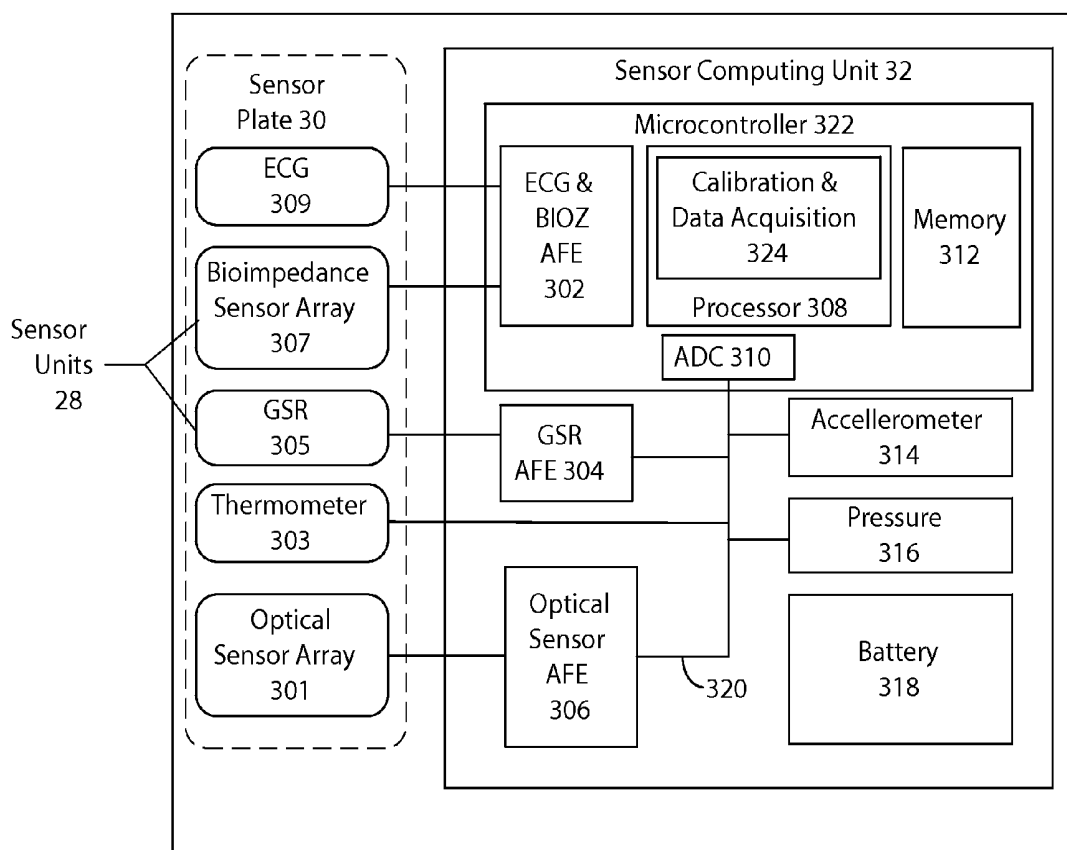 Sensor
Plate 30
ECG
309
Bioimpedance
Sensor Array
307
GSR
305
Thermometer
303
Optical
Sensor Array
301
Sensor
Units
28
Sensor Computing Unit 32
Microcontroller 322
ECG &
BIOZ
AFE
302
Calibration &
Data Acquisition
324
Processor 308
Memory
312
ADC 310
GSR
AFE 304
Accellerometer
314
Pressure
316
Optical
Sensor
AFE
306
320
Battery
318